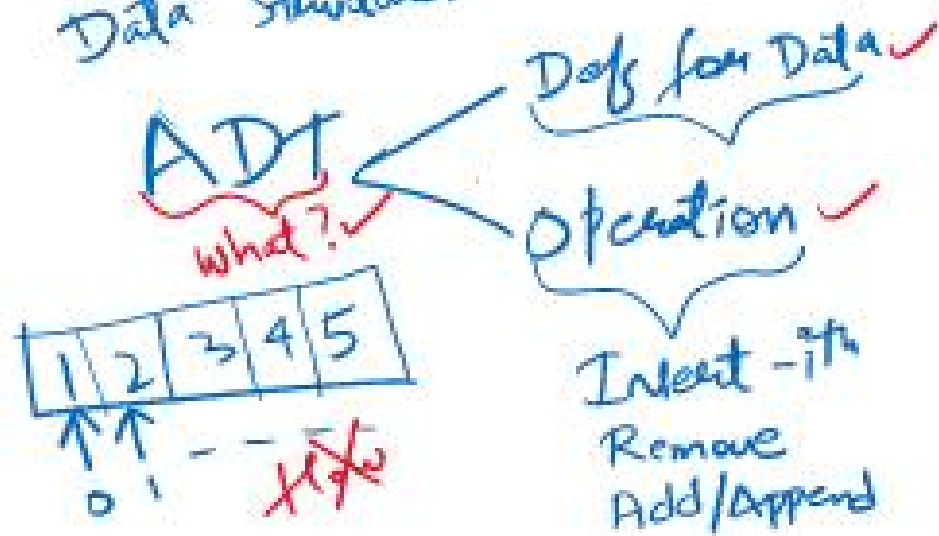 Data
Defs for Data
ADT
Operation
what?
1 2 3 4 5
Insert - ith
0 1 - - - -
Remove
Add/Append